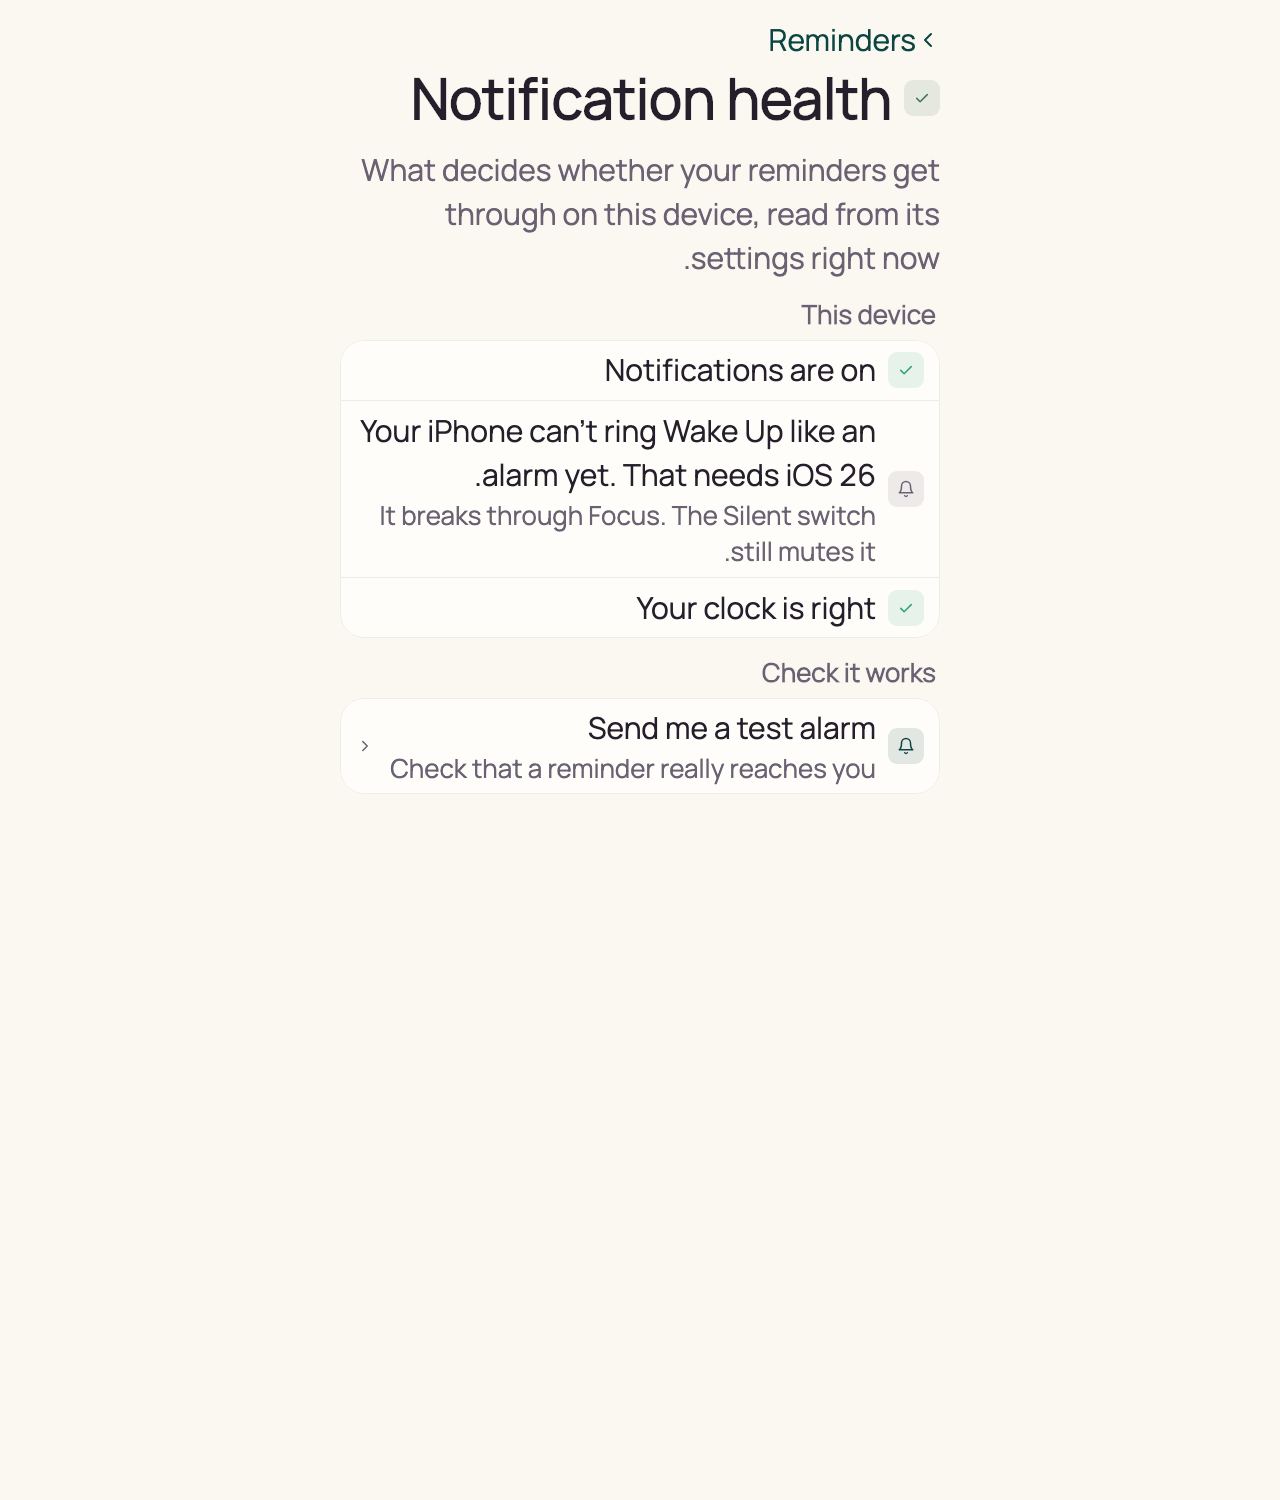 Reminders
Notification health
What decides whether your reminders get
through on this device, read from its
.settings right now
This device
Notifications are on
Your iPhone can’t ring Wake Up like an
.alarm yet. That needs iOS 26
It breaks through Focus. The Silent switch
.still mutes it
Your clock is right
Check it works
Send me a test alarm
Check that a reminder really reaches you